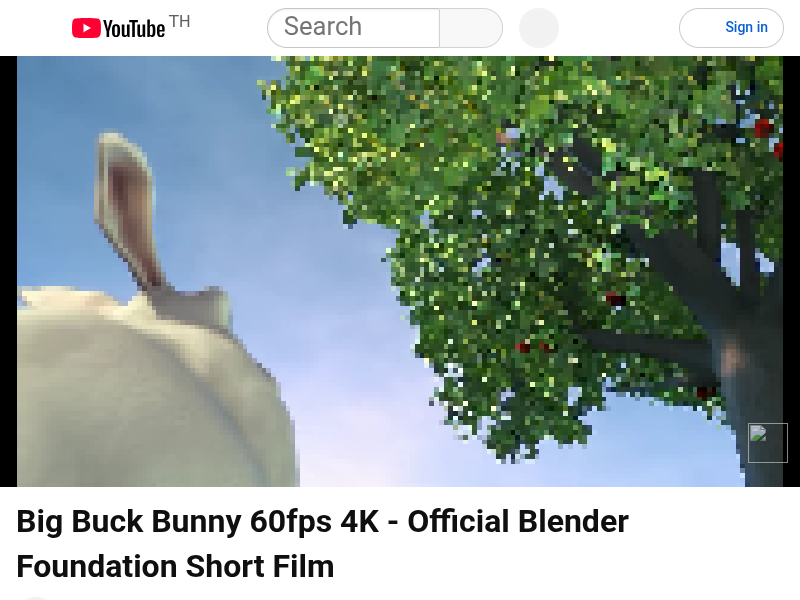 YouTube TH
Search
Sign in
Big Buck Bunny 60fps 4K - Official Blender
Foundation Short Film